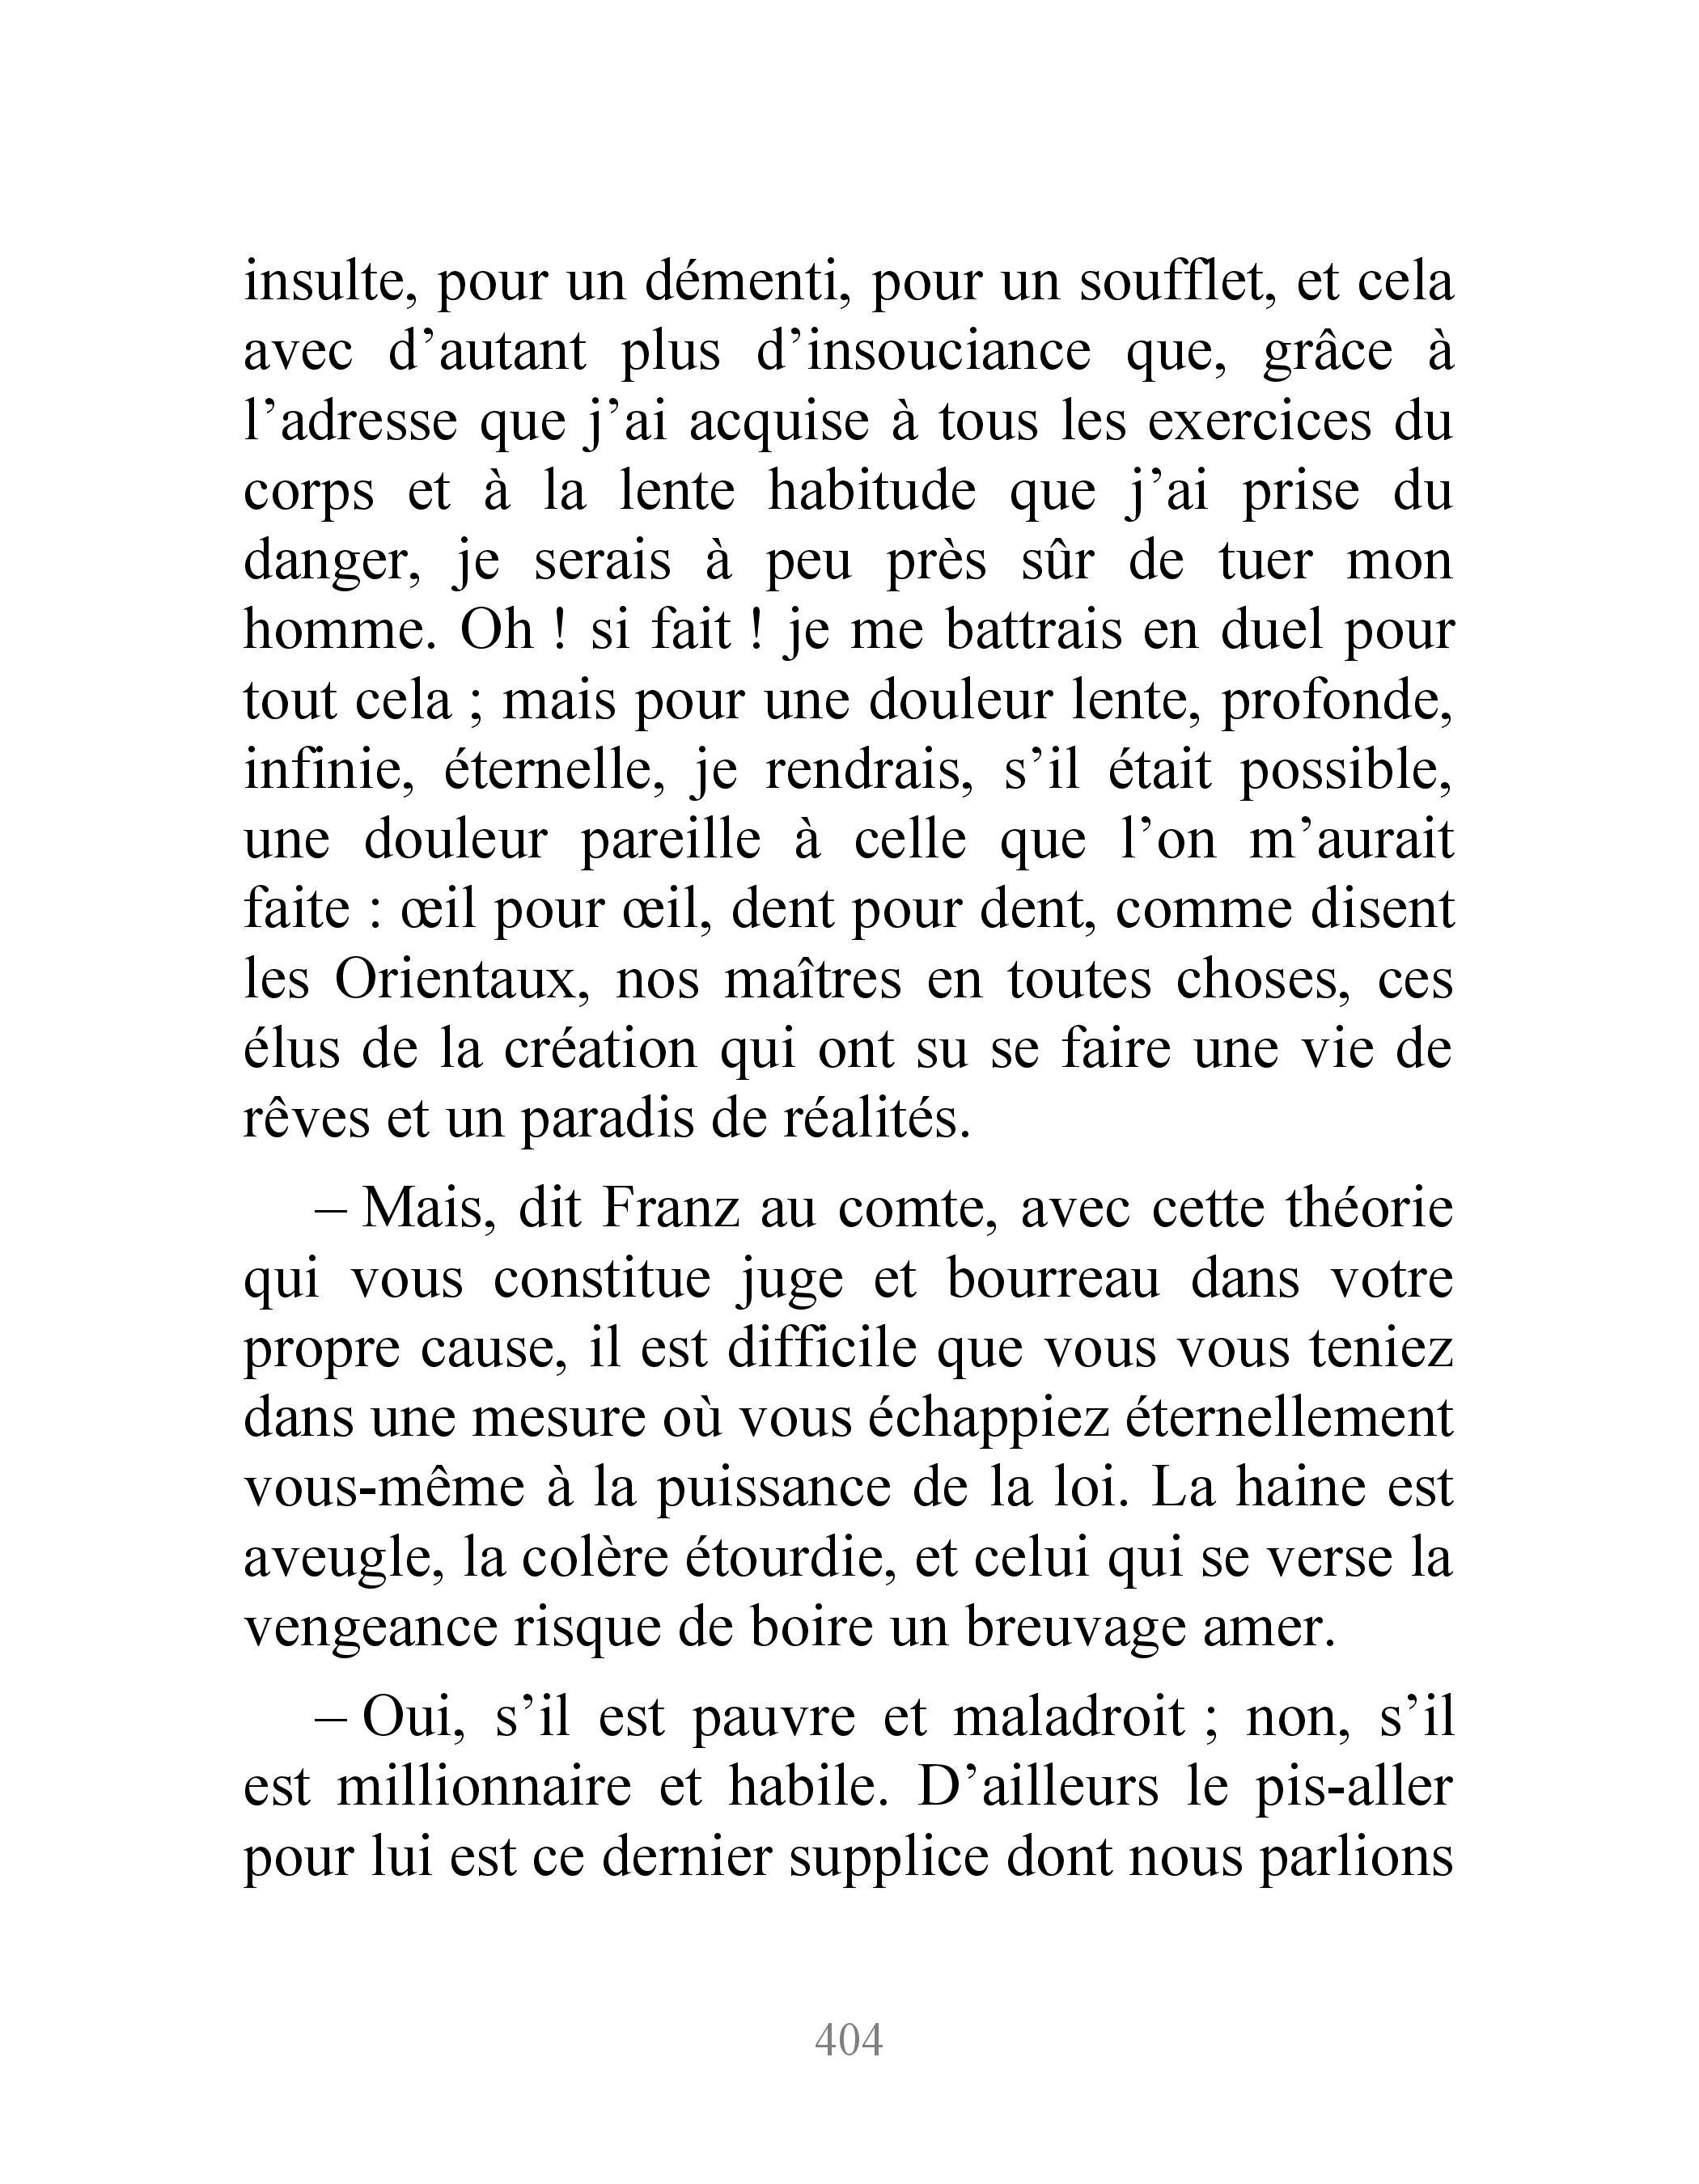 insulte, pour un démenti, pour un soufflet, et cela
avec d’autant plus d’insouciance que, grâce à
l’adresse que j’ai acquise à tous les exercices du
corps et à la lente habitude que j’ai prise du
danger, je serais à peu près sûr de tuer mon
homme. Oh ! si fait ! je me battrais en duel pour
tout cela ; mais pour une douleur lente, profonde,
infinie, éternelle, je rendrais, s’il était possible,
une douleur pareille à celle que l’on m’aurait
faite : œil pour œil, dent pour dent, comme disent
les Orientaux, nos maîtres en toutes choses, ces
élus de la création qui ont su se faire une vie de
rêves et un paradis de réalités.
– Mais, dit Franz au comte, avec cette théorie
qui vous constitue juge et bourreau dans votre
propre cause, il est difficile que vous vous teniez
dans une mesure où vous échappiez éternellement
vous-même à la puissance de la loi. La haine est
aveugle, la colère étourdie, et celui qui se verse la
vengeance risque de boire un breuvage amer.
– Oui, s’il est pauvre et maladroit ; non, s’il
est millionnaire et habile. D’ailleurs le pis-aller
pour lui est ce dernier supplice dont nous parlions
404